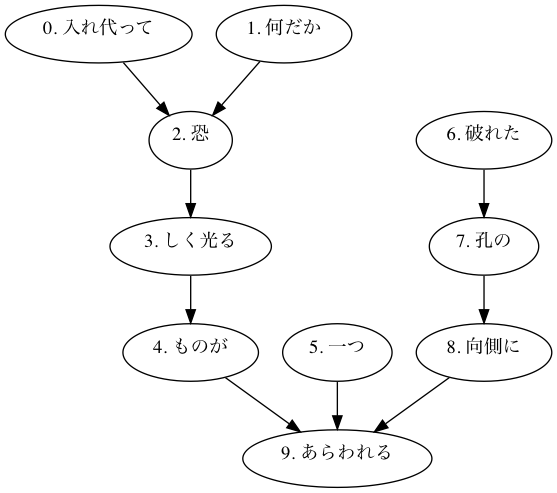 0. 入れ代って
1. 何だか
2. 恐
6. 破れた
3. しく光る
7. 孔の
4. ものが
5. 一つ
8. 向側に
9. あらわれる